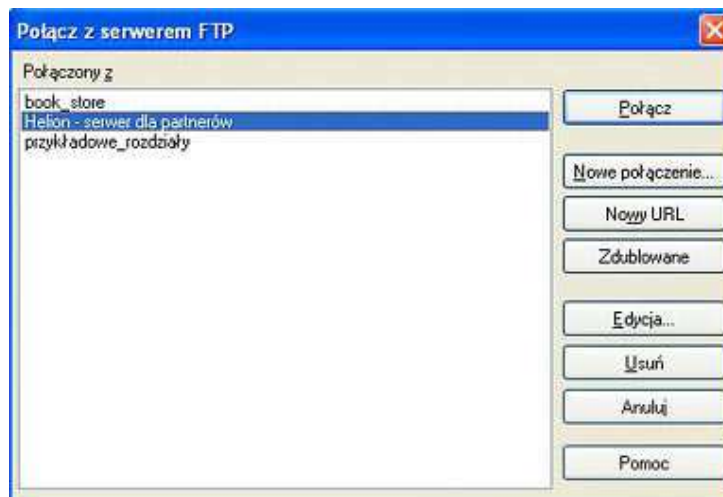 Połącz z serwerem FTP
Połączony z
book_store
Helion - serwer dla partnerów
przykładowe_rozdziały
Połącz
Nowe połączenie...
Nowy URL
Zdublowane
Edycja...
Usuń
Anuluj
Pomoc